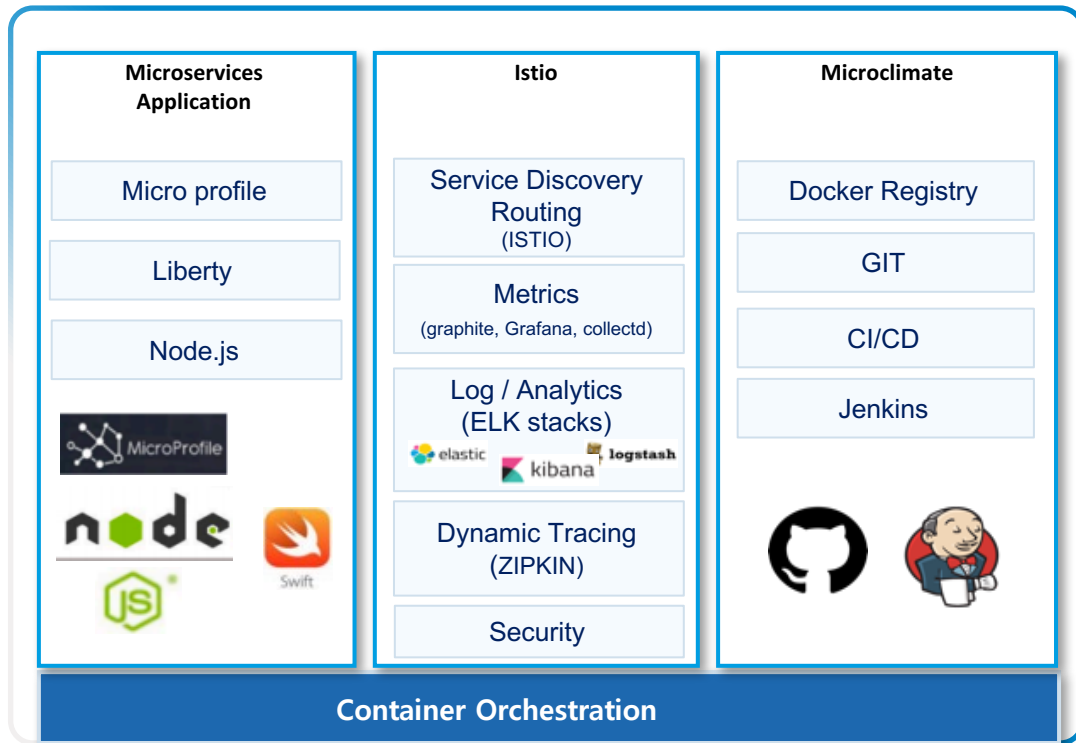 Microservices
Application
Micro profile
Liberty
Node.js
MicroProfile
node
JS
Swift
Istio
Service Discovery
Routing
(ISTIO)
Metrics
(graphite, Grafana, collectd)
Log / Analytics
(ELK stacks)
elastic
kibana
logstash
Dynamic Tracing
(ZIPKIN)
Security
Microclimate
Docker Registry
GIT
CI/CD
Jenkins
Container Orchestration